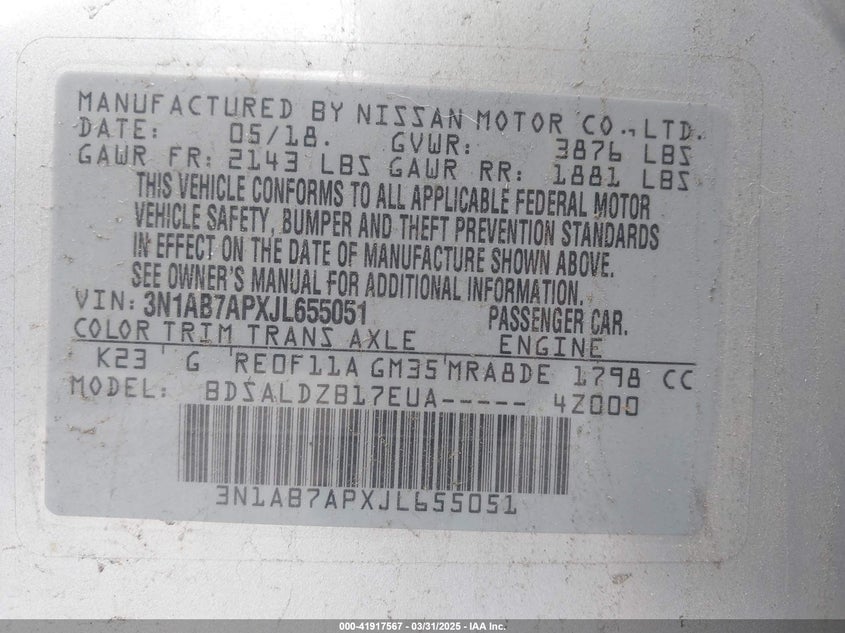 MANUFACTURED BY NISSAN MOTOR CO., LTD.
DATE: 05/18. GVWR: 3876 LBS
GAWR FR: 2143 LBS GAWR RR: 1881 LBS
THIS VEHICLE CONFORMS TO ALL APPLICABLE FEDERAL MOTOR
VEHICLE SAFETY, BUMPER AND THEFT PREVENTION STANDARDS
IN EFFECT ON THE DATE OF MANUFACTURE SHOWN ABOVE.
SEE OWNER'S MANUAL FOR ADDITIONAL INFORMATION.
VIN: 3N1AB7APXJL655051 PASSENGER CAR.
COLOR TRIM TRANS AXLE ENGINE
K23 G RE0F11A GM35 MRA8DE 1798 CC
MODEL: BDSALDZB17EUA----- 4Z000
3N1AB7APXJL655051
000-41917567 — 03/31/2025 - IAA Inc.